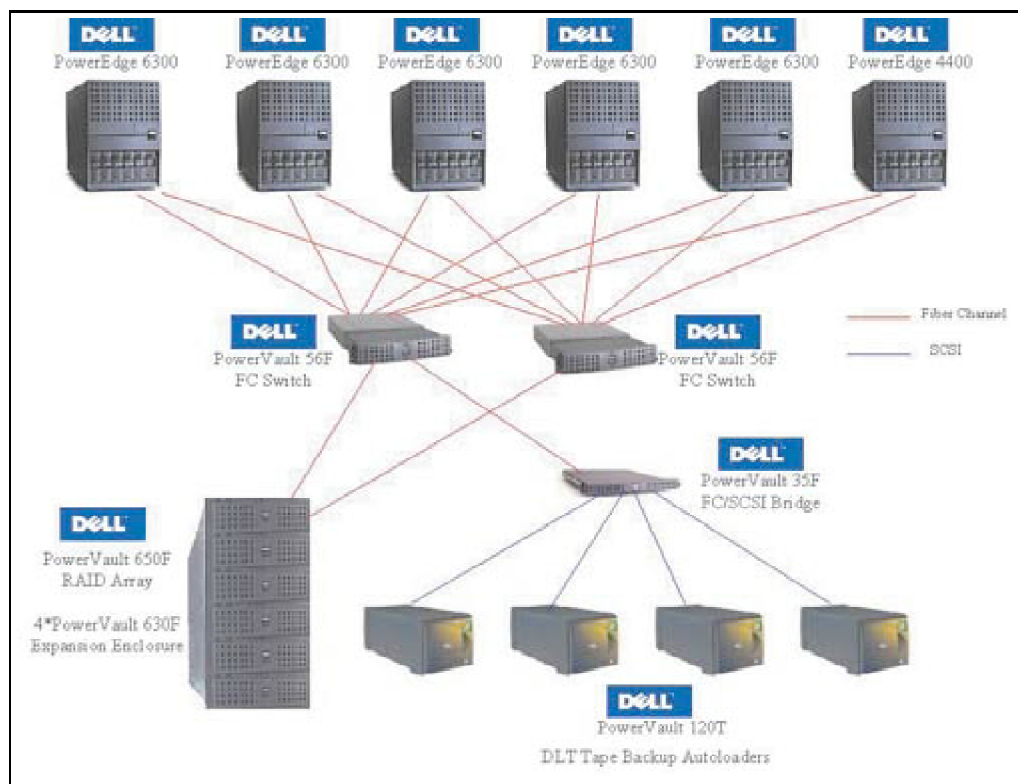 DELL
PowerEdge 6300
DELL
PowerEdge 6300
DELL
PowerEdge 6300
DELL
PowerEdge 6300
DELL
PowerEdge 6300
DELL
PowerEdge 4400
DELL
PowerVault 56F
FC Switch
DELL
PowerVault 56F
FC Switch
Fiber Channel
SCSI
DELL
PowerVault 35F
FC/SCSI Bridge
DELL
PowerVault 650F
RAID Array
4*PowerVault 630F
Expansion Enclosure
DELL
PowerVault 120T
DLT Tape Backup Autoloaders